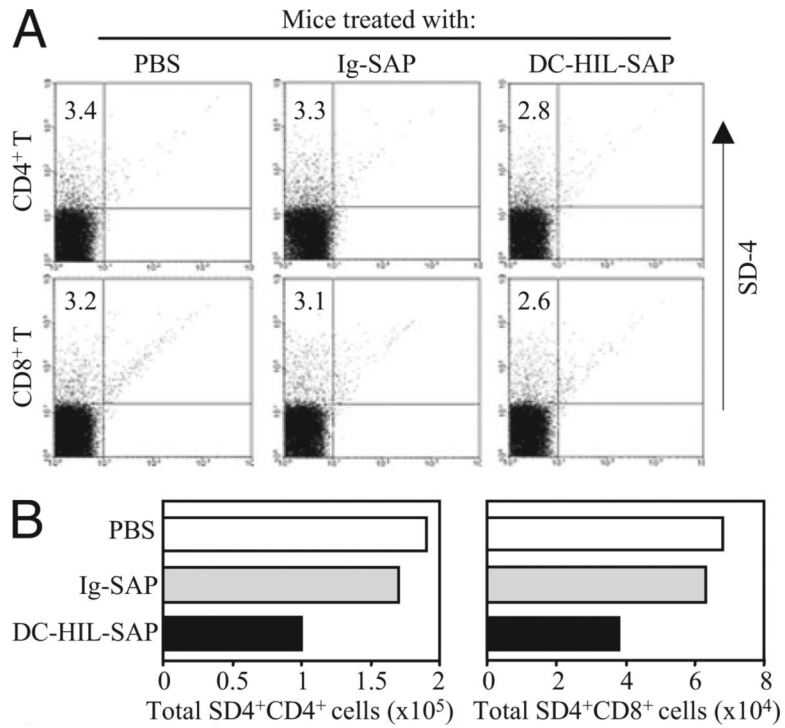 A
Mice treated with:
PBS
Ig-SAP
DC-HIL-SAP
CD4⁺ T
3.4
3.3
2.8
CD8⁺ T
3.2
3.1
2.6
SD-4
B
PBS
Ig-SAP
DC-HIL-SAP
0 0.5 1 1.5 2
0 2 4 6 8
Total SD4⁺CD4⁺ cells (x10⁵)
Total SD4⁺CD8⁺ cells (x10⁴)